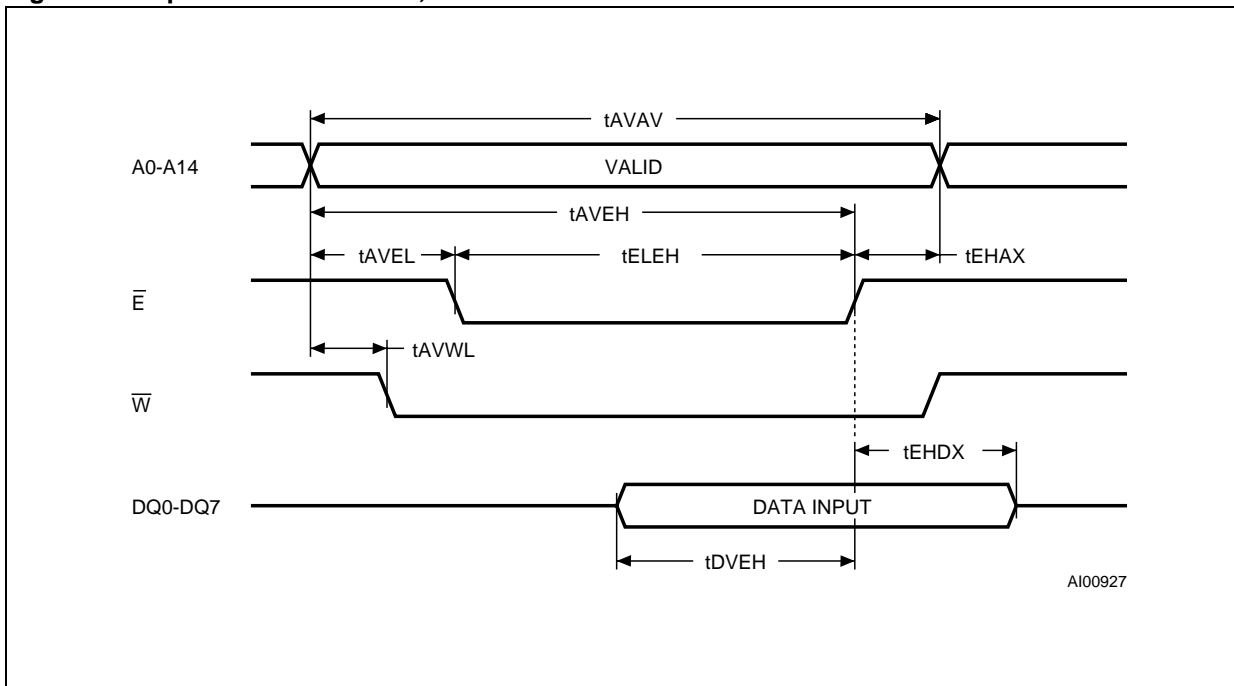 tAVAV
A0-A14
VALID
tAVEH
tAVEL
tELEH
tEHAX
E̅
tAVWL
W̅
tEHDX
DQ0-DQ7
DATA INPUT
tDVEH
AI00927